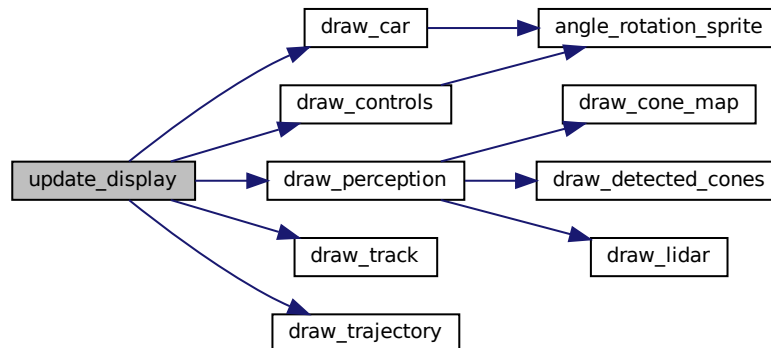 draw_car
angle_rotation_sprite
draw_controls
draw_cone_map
update_display
draw_perception
draw_detected_cones
draw_track
draw_lidar
draw_trajectory